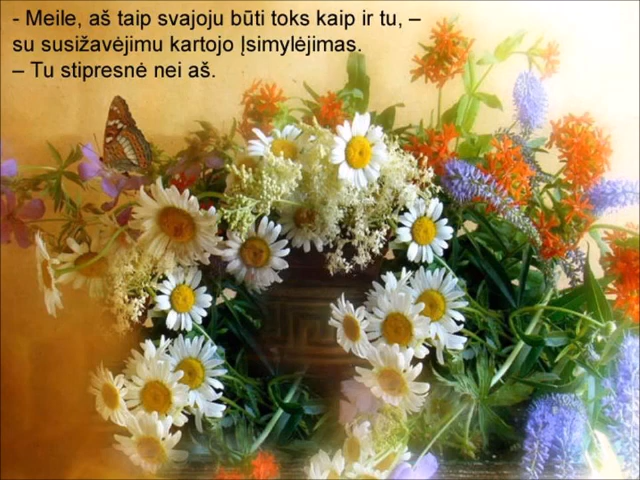 - Meile, aš taip svajoju būti toks kaip ir tu, –
su susižavėjimu kartojo Įsimylėjimas.
– Tu stipresnė nei aš.